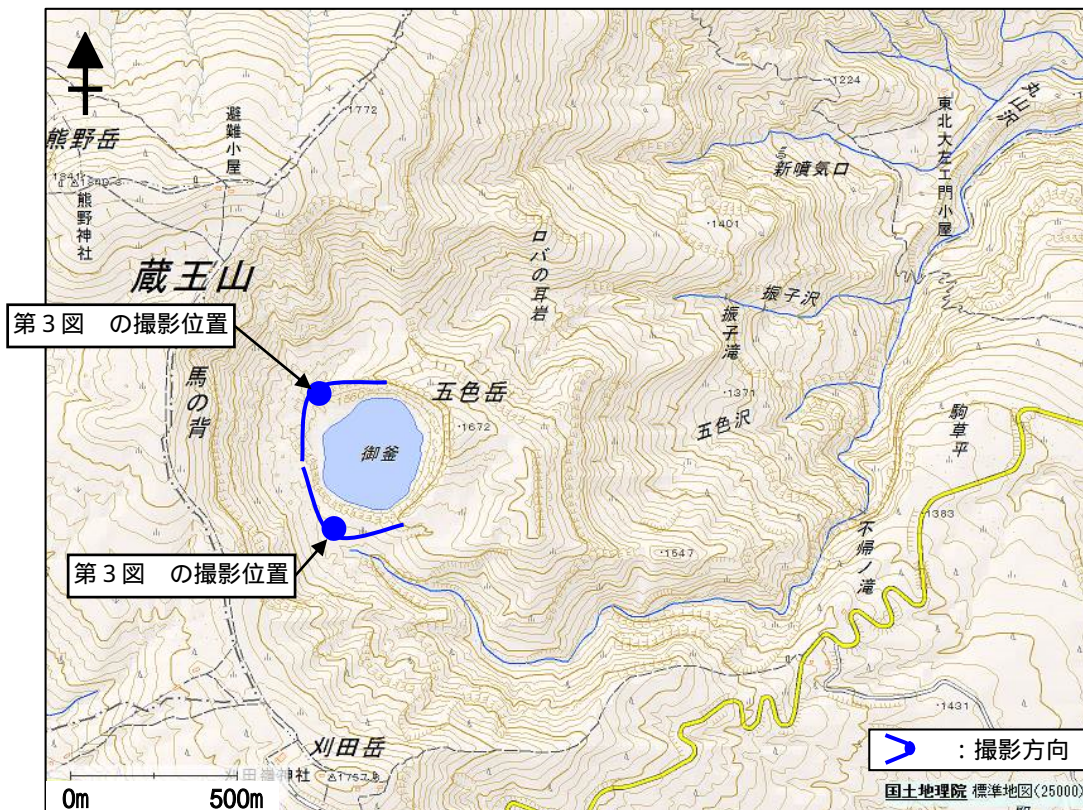 1224
丸山沢
熊野岳
避難小屋
1772
東北大左エ門小屋
新噴気口
熊野神社
1401
ロバの耳岩
蔵王山
振子沢
振子滝
第3図 の撮影位置
馬の背
1560
五色岳
1371
駒草平
五色沢
1672
御釜
1383
不帰ノ滝
1547
第3図 の撮影位置
1431
刈田岳
:撮影方向
刈田嶺神社
国土地理院 標準地図(25000)
0m
500m